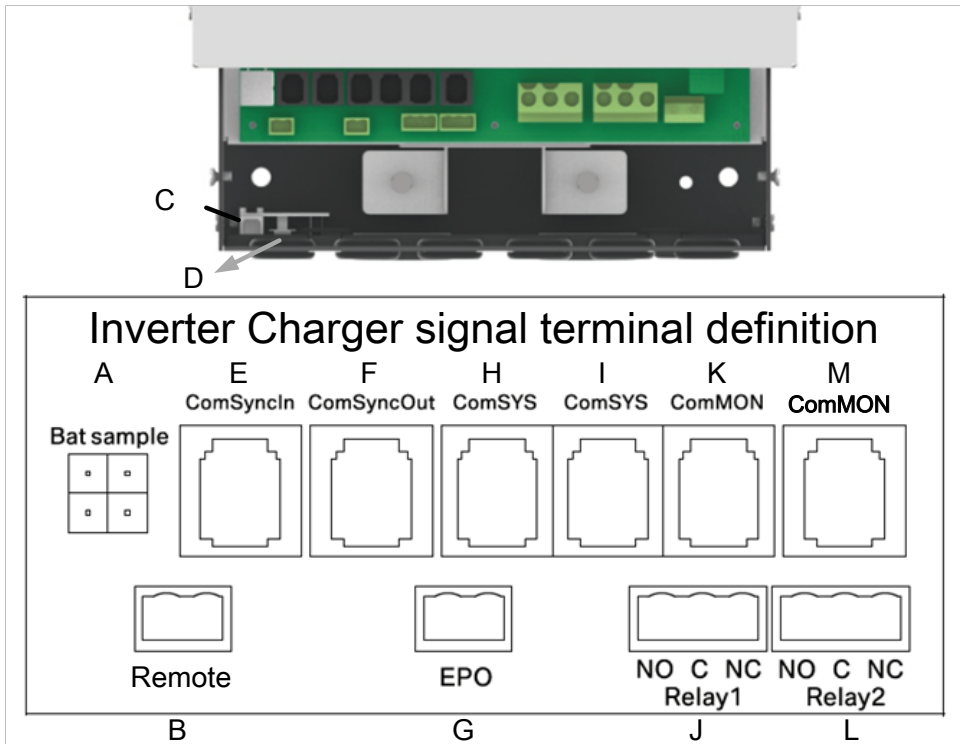 C
D
Inverter Charger signal terminal definition
A E F H I K M
ComSyncIn ComSyncOut ComSYS ComSYS ComMON ComMON
Bat sample
Remote EPO
NO C NC NO C NC
Relay1 Relay2
B G J L